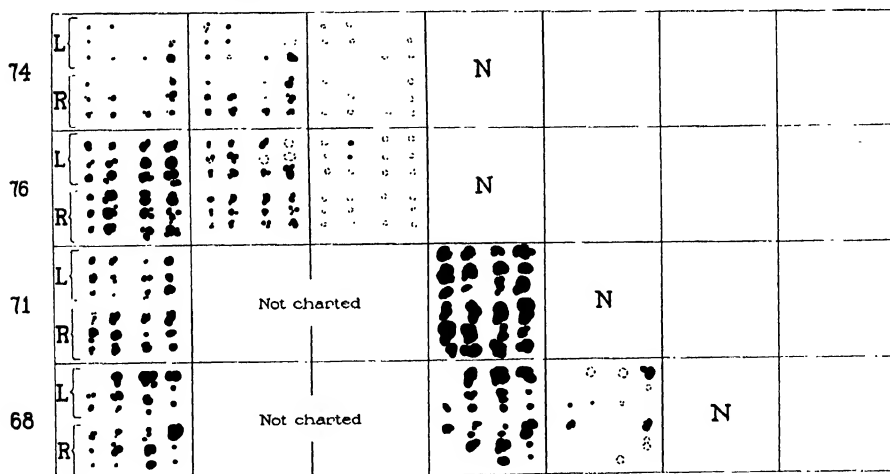 74 L N
R
76 L N
R
71 L Not charted N
R
68 L Not charted N
R